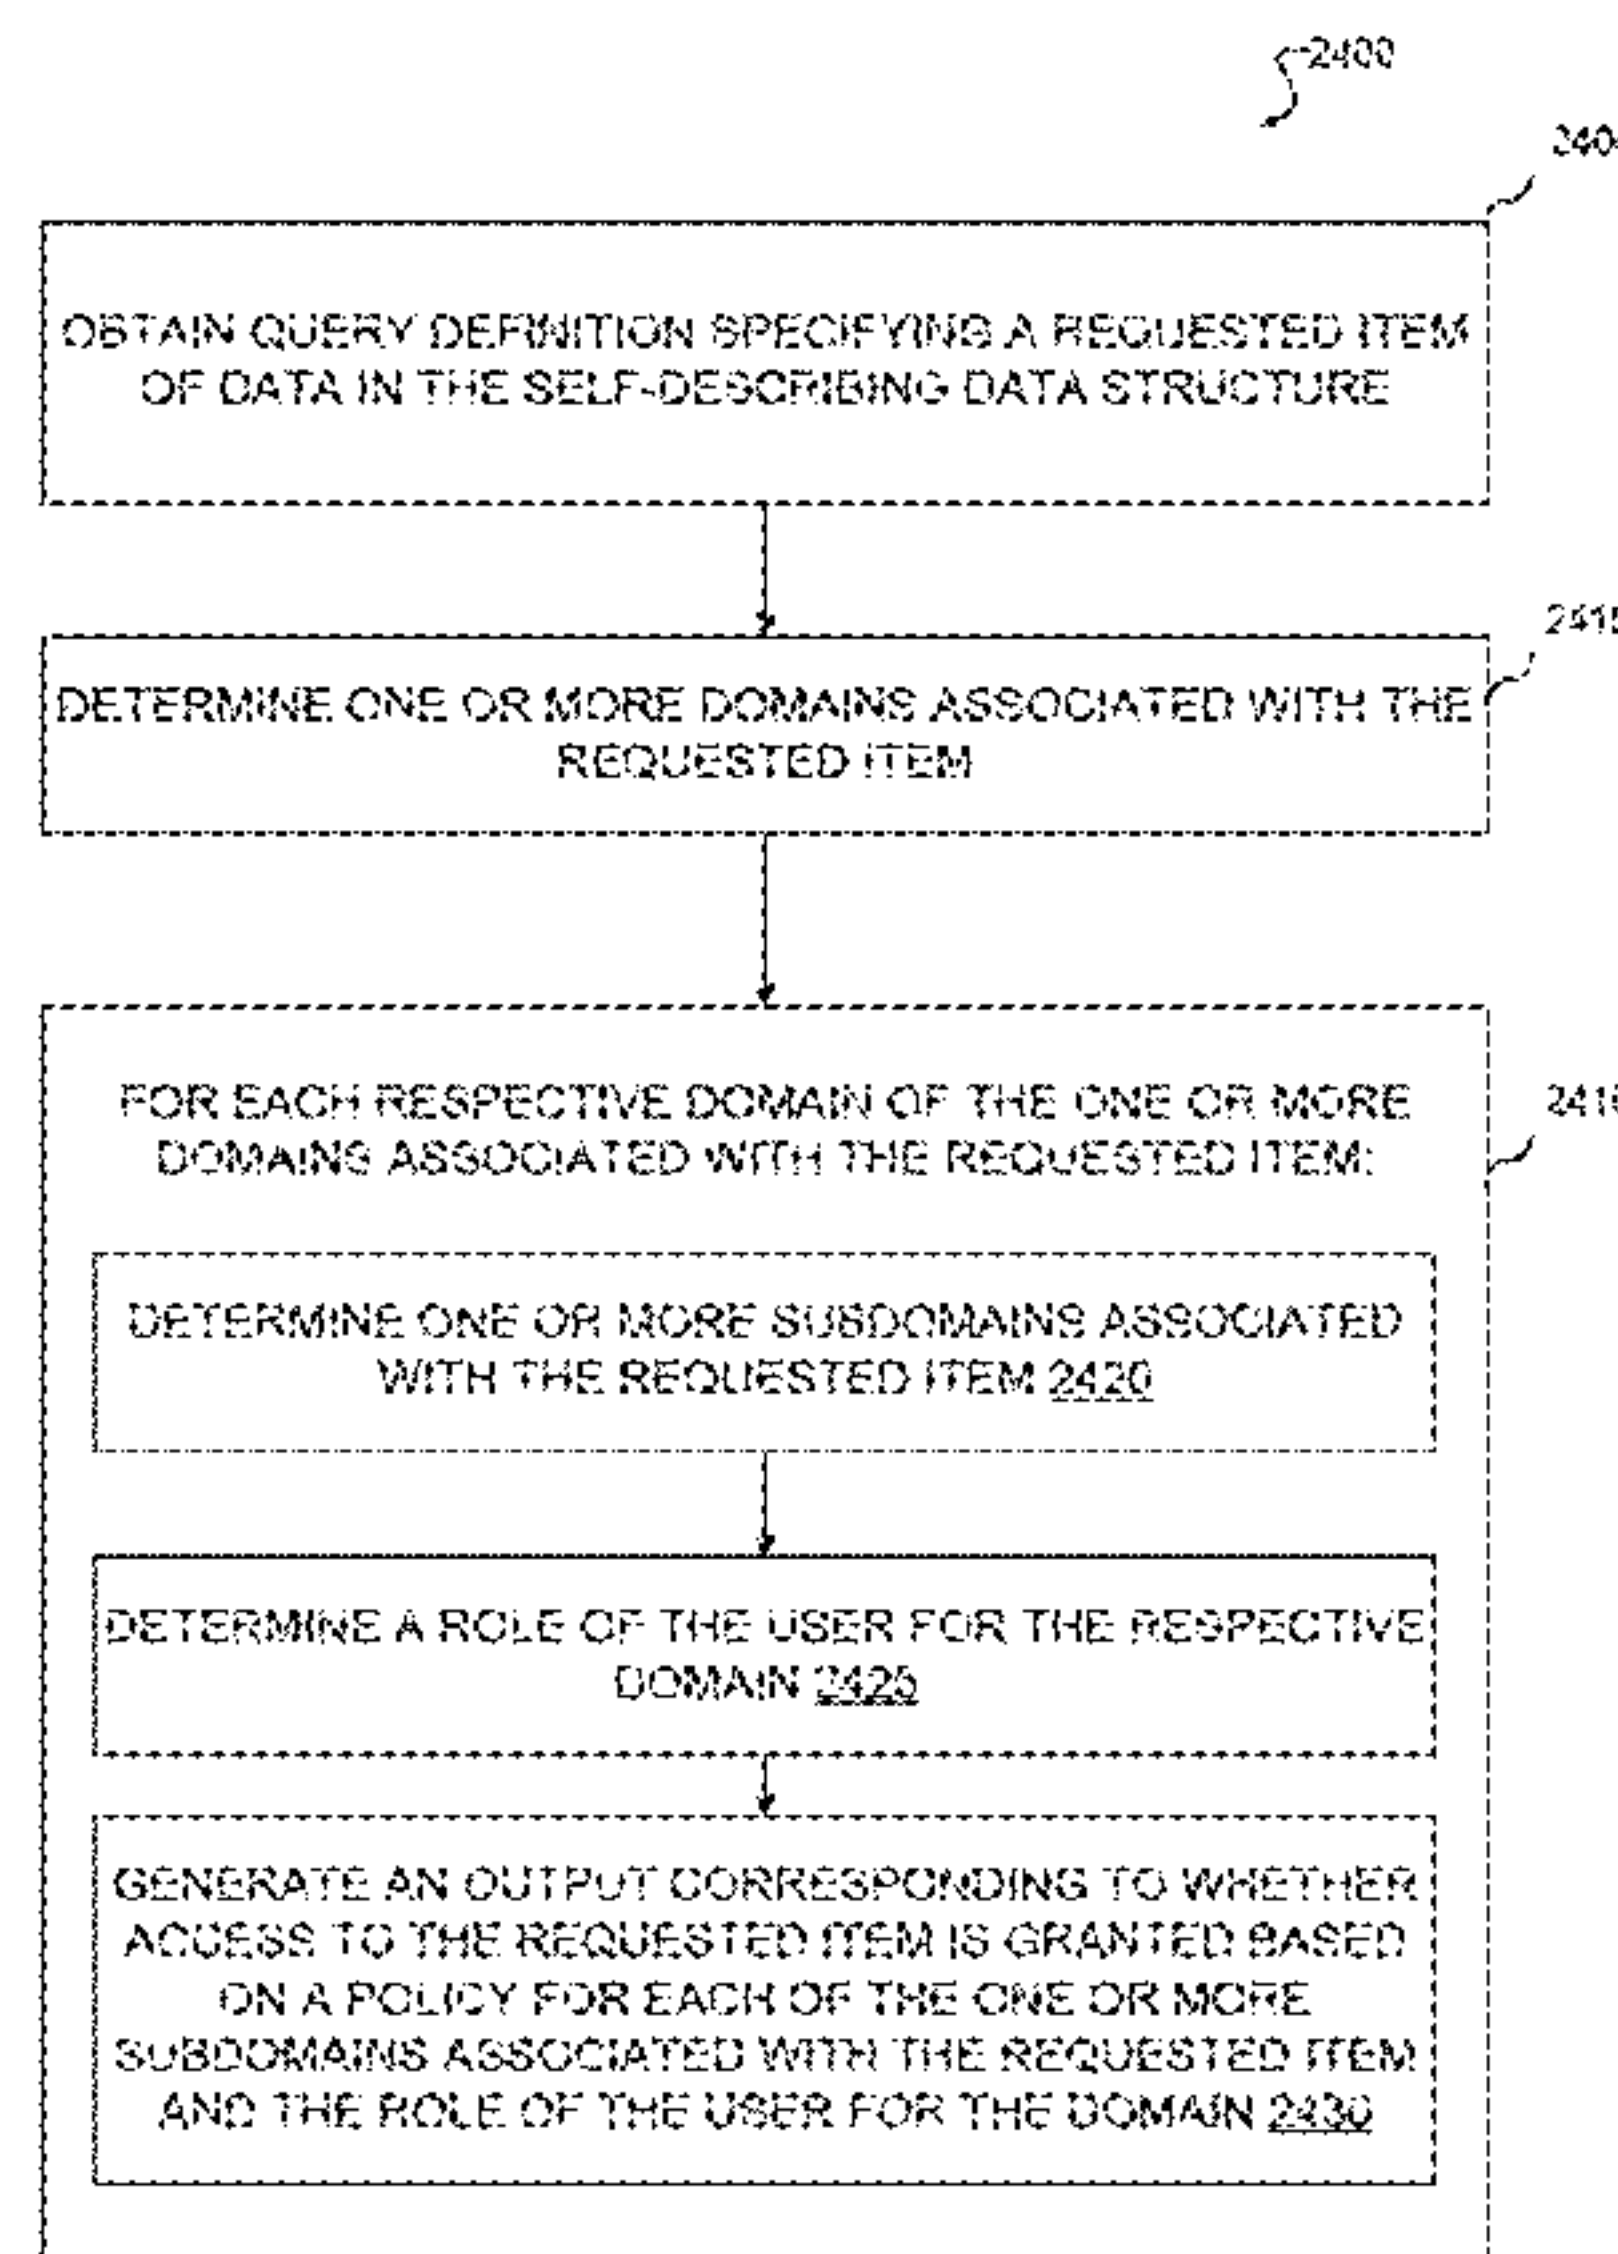 2400
OBTAIN QUERY DEFINITION SPECIFYING A REQUESTED ITEM
OF DATA IN THE SELF-DESCRIBING DATA STRUCTURE
DETERMINE ONE OR MORE DOMAINS ASSOCIATED WITH THE
REQUESTED ITEM
FOR EACH RESPECTIVE DOMAIN OF THE ONE OR MORE
DOMAINS ASSOCIATED WITH THE REQUESTED ITEM:
DETERMINE ONE OR MORE SUBDOMAINS ASSOCIATED
WITH THE REQUESTED ITEM 2420
DETERMINE A ROLE OF THE USER FOR THE RESPECTIVE
DOMAIN 2425
GENERATE AN OUTPUT CORRESPONDING TO WHETHER
ACCESS TO THE REQUESTED ITEM IS GRANTED BASED
ON A POLICY FOR EACH OF THE ONE OR MORE
SUBDOMAINS ASSOCIATED WITH THE REQUESTED ITEM
AND THE ROLE OF THE USER FOR THE DOMAIN 2430